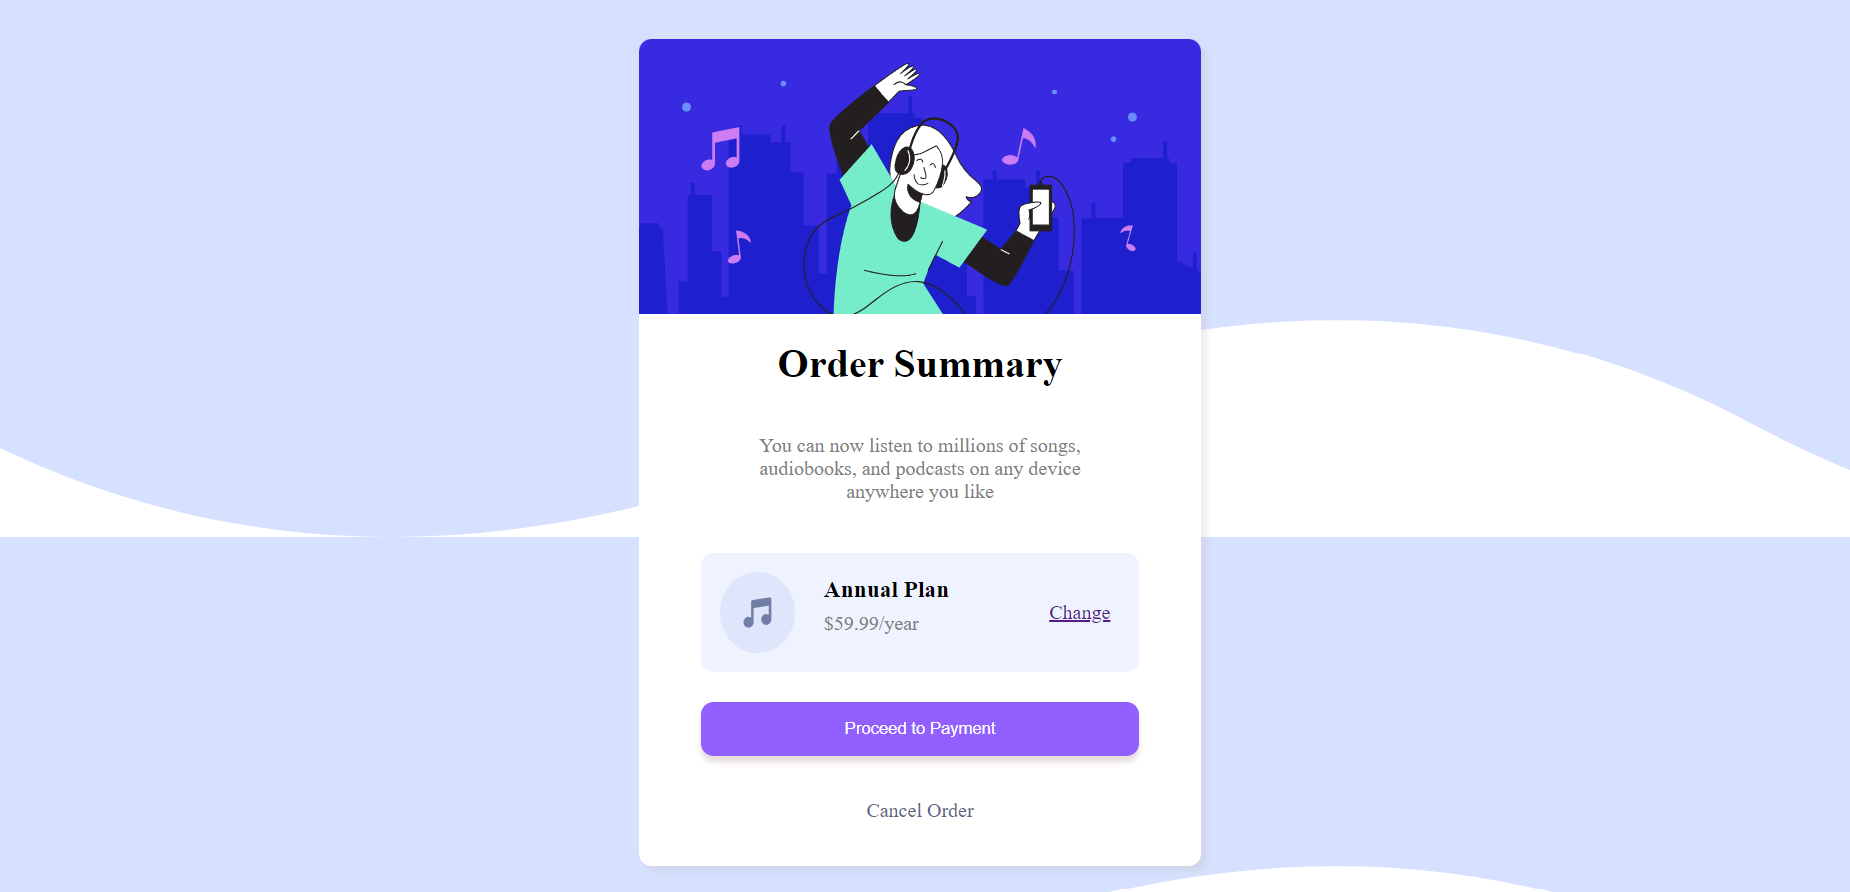 Order Summary
You can now listen to millions of songs,
audiobooks, and podcasts on any device
anywhere you like
Annual Plan
$59.99/year
Change
Proceed to Payment
Cancel Order